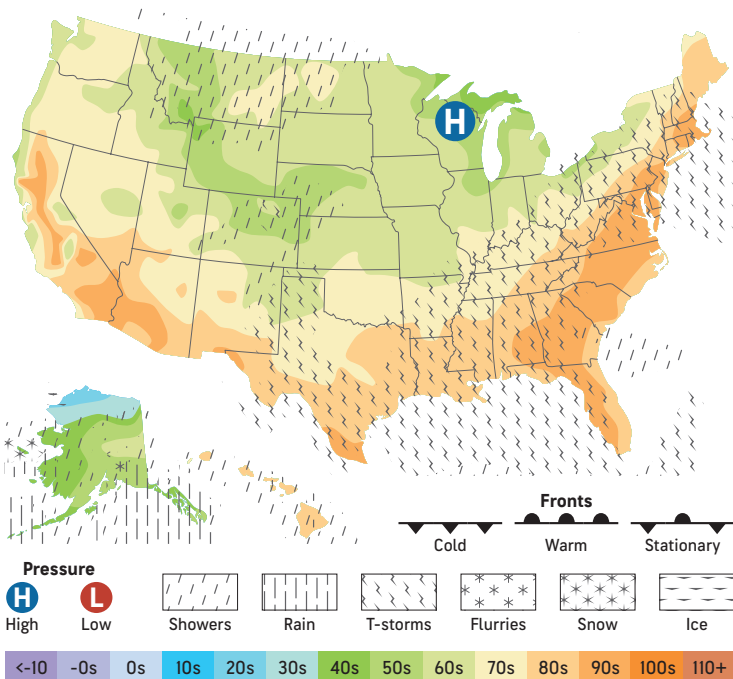 H
Fronts
Cold Warm Stationary
Pressure
H L
High Low Showers Rain T-storms Flurries Snow Ice
<-10 -0s 0s 10s 20s 30s 40s 50s 60s 70s 80s 90s 100s 110+